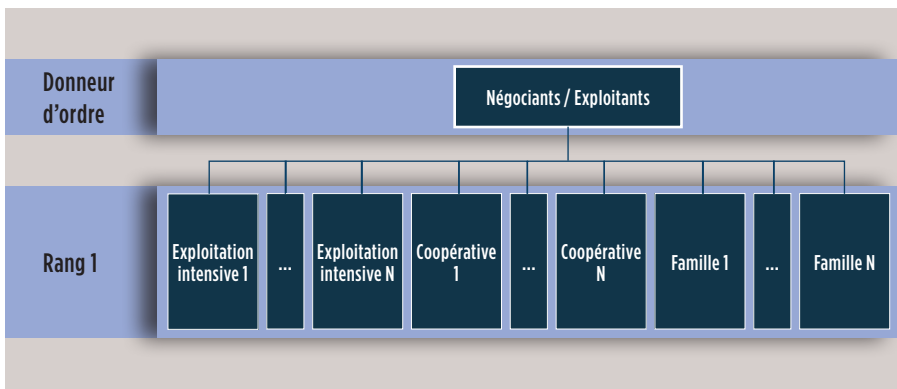 Donneur
d'ordre
Négociants / Exploitants
Rang 1
Exploitation
intensive 1
...
Exploitation
intensive N
Coopérative
1
...
Coopérative
N
Famille 1
...
Famille N